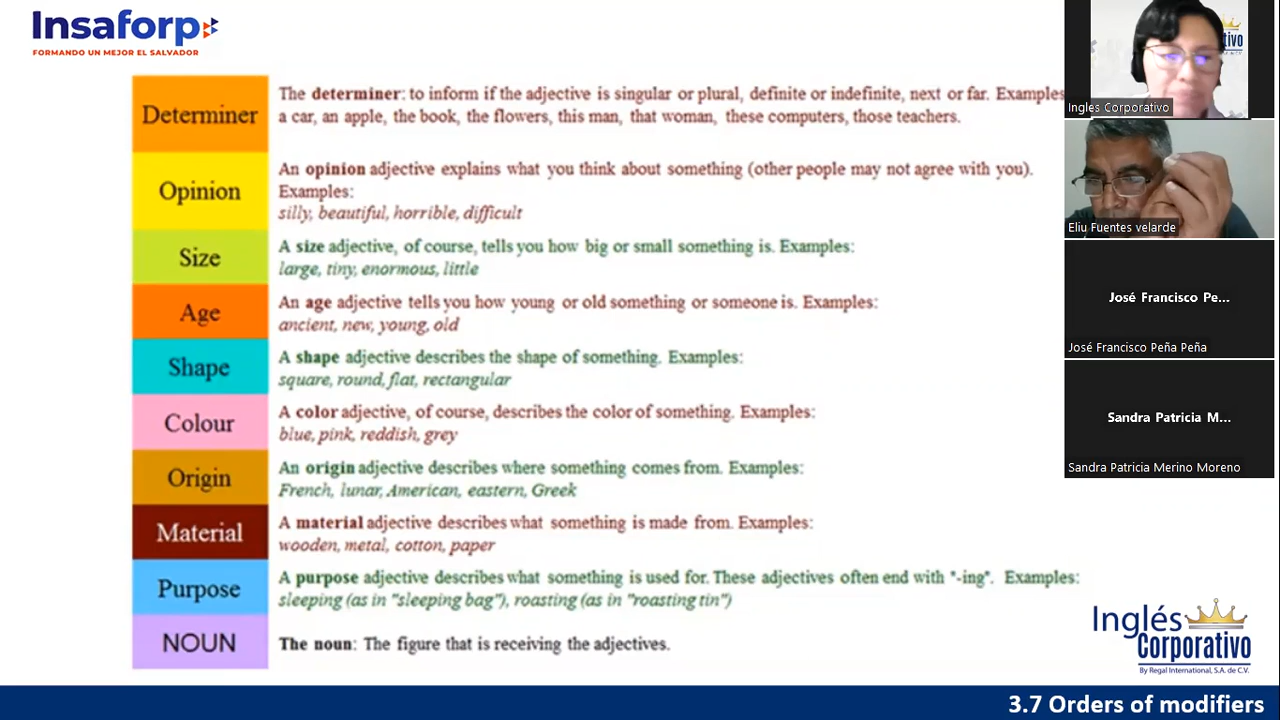 Insaforp
FORMANDO UN MEJOR EL SALVADOR
Determiner
The determiner: to inform if the adjective is singular or plural, definite or indefinite, next or far. Examples
a car, an apple, the book, the flowers, this man, that woman, these computers, those teachers.
Opinion
An opinion adjective explains what you think about something (other people may not agree with you).
Examples:
silly, beautiful, horrible, difficult
Size
A size adjective, of course, tells you how big or small something is. Examples:
large, tiny, enormous, little
Age
An age adjective tells you how young or old something or someone is. Examples:
ancient, new, young, old
Shape
A shape adjective describes the shape of something. Examples:
square, round, flat, rectangular
Colour
A color adjective, of course, describes the color of something. Examples:
blue, pink, reddish, grey
Origin
An origin adjective describes where something comes from. Examples:
French, lunar, American, eastern, Greek
Material
A material adjective describes what something is made from. Examples:
wooden, metal, cotton, paper
Purpose
A purpose adjective describes what something is used for. These adjectives often end with "-ing". Examples:
sleeping (as in "sleeping bag"), roasting (as in "roasting tin")
NOUN
The noun: The figure that is receiving the adjectives.
Ingles Corporativo
Eliu Fuentes velarde
José Francisco Pe...
José Francisco Peña Peña
Sandra Patricia M...
Sandra Patricia Merino Moreno
Inglés
Corporativo
By Regal International, S.A. de C.V.
3.7 Orders of modifiers